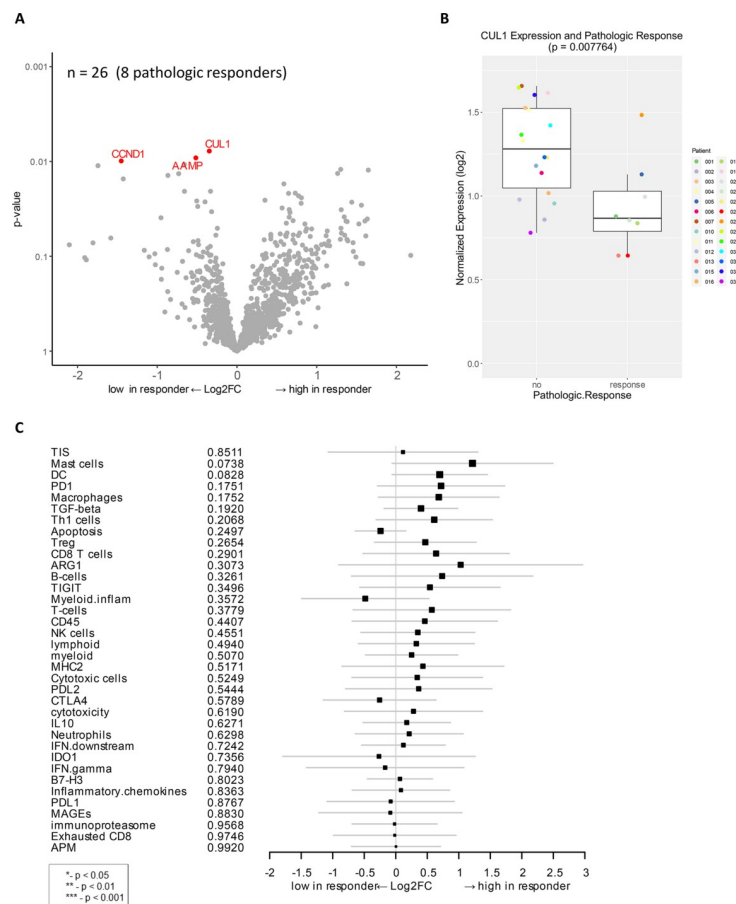 A
n = 26 (8 pathologic responders)
0.001
0.01
0.1
1
p-value
CCND1
AAMP
CUL1
-2
-1
0
1
2
low in responder ← Log2FC → high in responder
B
CUL1 Expression and Pathologic Response
(p = 0.007764)
Normalized Expression (log2)
1.5
1.0
0.5
0.0
no
response
Pathologic.Response
Patient
001
002
003
004
005
006
007
010
011
012
013
015
016
C
TIS 0.8511
Mast cells 0.0738
DC 0.0828
PD1 0.1751
Macrophages 0.1752
TGF-beta 0.1920
Th1 cells 0.2068
Apoptosis 0.2497
Treg 0.2654
CD8 T cells 0.2901
ARG1 0.3073
B-cells 0.3261
TIGIT 0.3496
Myeloid.inflam 0.3572
T-cells 0.3779
CD45 0.4407
NK cells 0.4551
lymphoid 0.4940
myeloid 0.5070
MHC2 0.5171
Cytotoxic cells 0.5249
PDL2 0.5444
CTLA4 0.5789
cytotoxicity 0.6190
IL10 0.6271
Neutrophils 0.6298
IFN.downstream 0.7242
IDO1 0.7356
IFN.gamma 0.7940
B7-H3 0.8023
Inflammatory.chemokines 0.8363
PDL1 0.8767
MAGEs 0.8830
immunoproteasome 0.9568
Exhausted CD8 0.9746
APM 0.9920
-2 -1.5 -1 -0.5 0 0.5 1 1.5 2 2.5 3
low in responder← Log2FC → high in responder
*- p < 0.05
** - p < 0.01
*** - p < 0.001